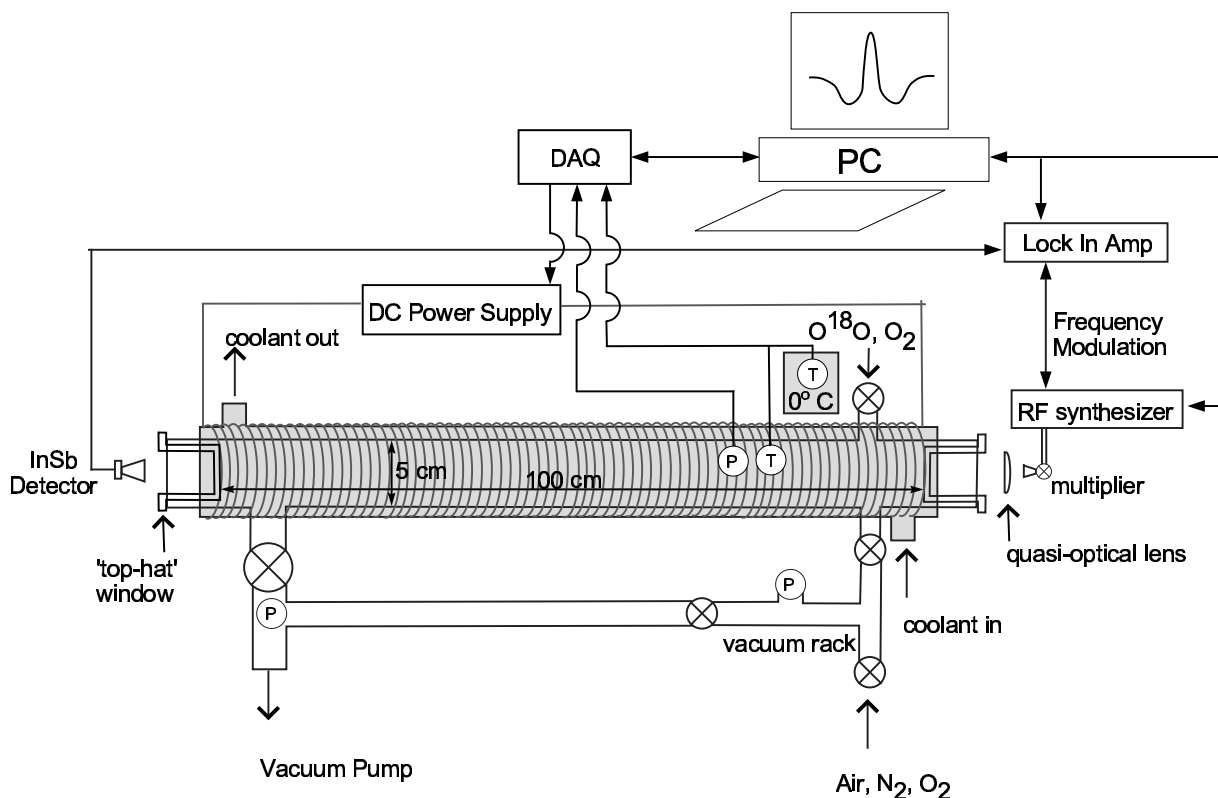 DAQ
PC
Lock In Amp
DC Power Supply
Frequency
Modulation
coolant out
O¹⁸O, O₂
T
0° C
RF synthesizer
InSb
Detector
5 cm
100 cm
P
T
multiplier
'top-hat'
window
quasi-optical lens
P
P
vacuum rack
coolant in
Vacuum Pump
Air, N₂, O₂